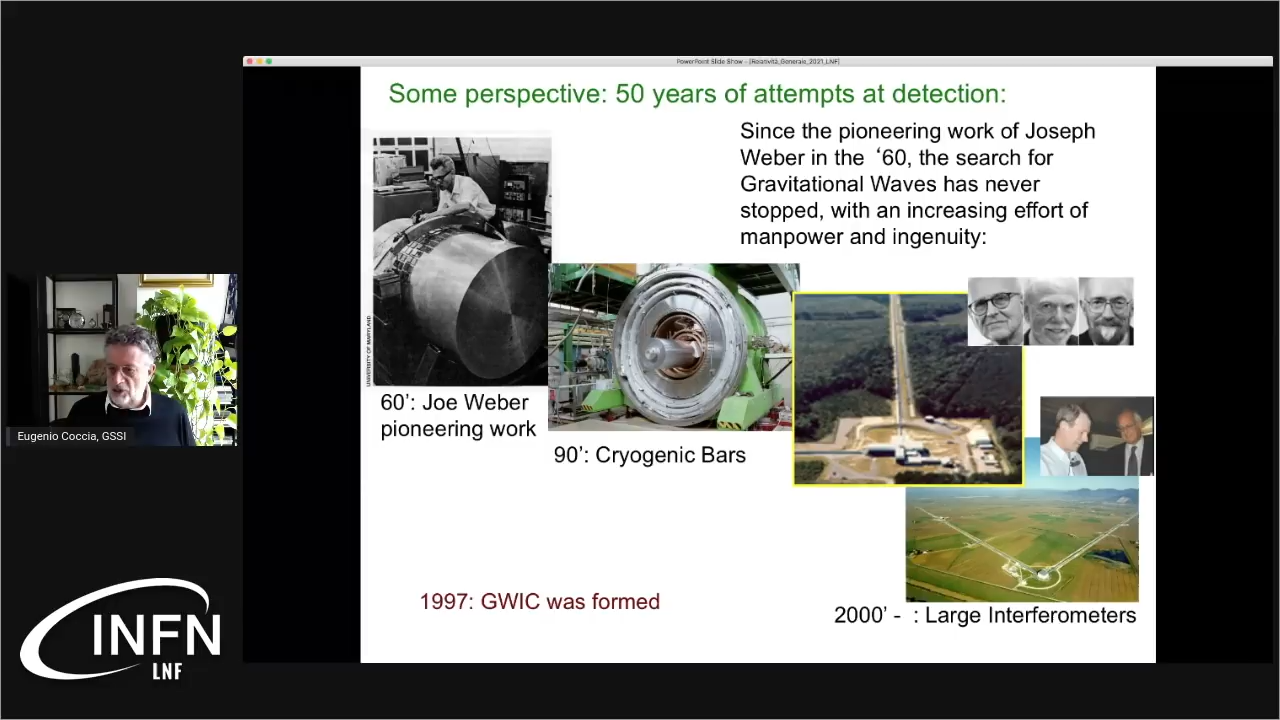 PowerPoint Slide Show - [Relatività_Generale_2021_LNF]
Some perspective: 50 years of attempts at detection:
Since the pioneering work of Joseph
Weber in the ‘60, the search for
Gravitational Waves has never
stopped, with an increasing effort of
manpower and ingenuity:
UNIVERSITY OF MARYLAND
60’: Joe Weber
pioneering work
90’: Cryogenic Bars
Eugenio Coccia, GSSI
1997: GWIC was formed
2000’ - : Large Interferometers
INFN
LNF